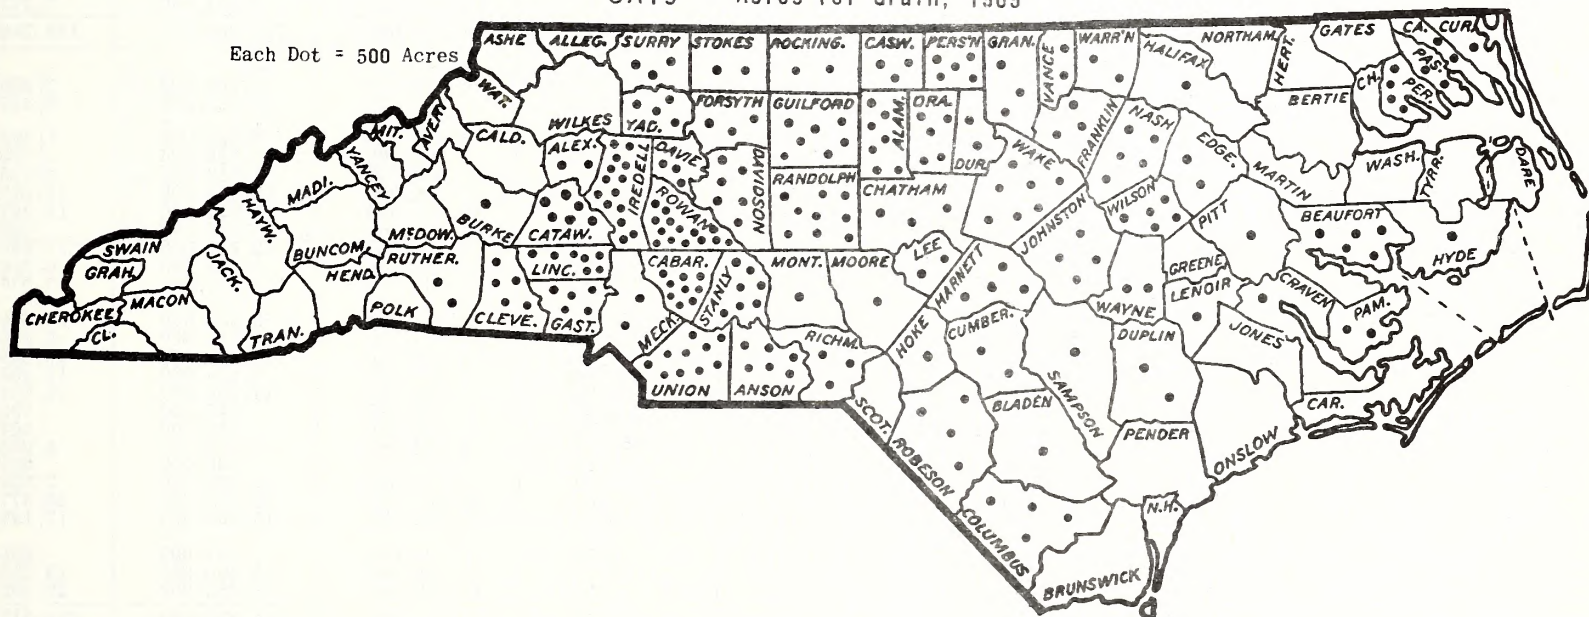 OATS - Acres for Grain,
Each Dot = 500 Acres
ASHE
ALLEG.
SURRY
STOKES
ROCKING.
CASW.
PERS'N
GRAN.
VANCE
WARR'N
HALIFAX
NORTHAM.
HERT.
GATES
CA.
CUR.
PAS.
PER.
CH.
WAT.
WILKES
YAD.
FORSYTH
GUILFORD
ALAM.
ORA.
DUR.
FRANKLIN
NASH
BERTIE
MIT.
AVERY
CALD.
ALEX.
IREDELL
DAVIE
DAVIDSON
RANDOLPH
CHATHAM
WAKE
EDGE.
MARTIN
WASH.
TYRR.
DARE
MADI.
YANCEY
BURKE
CATAW.
ROWAN
JOHNSTON
WILSON
PITT
BEAUFORT
HYDE
SWAIN
GRAH.
HAYW.
BUNCOM.
McDOW.
RUTHER.
LINC.
CABAR.
STANLY
MONT.
MOORE
LEE
HARNETT
GREENE
LENOIR
CRAVEN
PAM.
CHEROKEE
MACON
JACK.
HEND.
POLK
CLEVE.
GAST.
MECK.
WAYNE
CL.
TRAN.
UNION
ANSON
RICHM.
HOKE
CUMBER.
SAMPSON
DUPLIN
JONES
CAR.
SCOT.
ROBESON
BLADEN
PENDER
ONSLOW
COLUMBUS
N.H.
BRUNSWICK